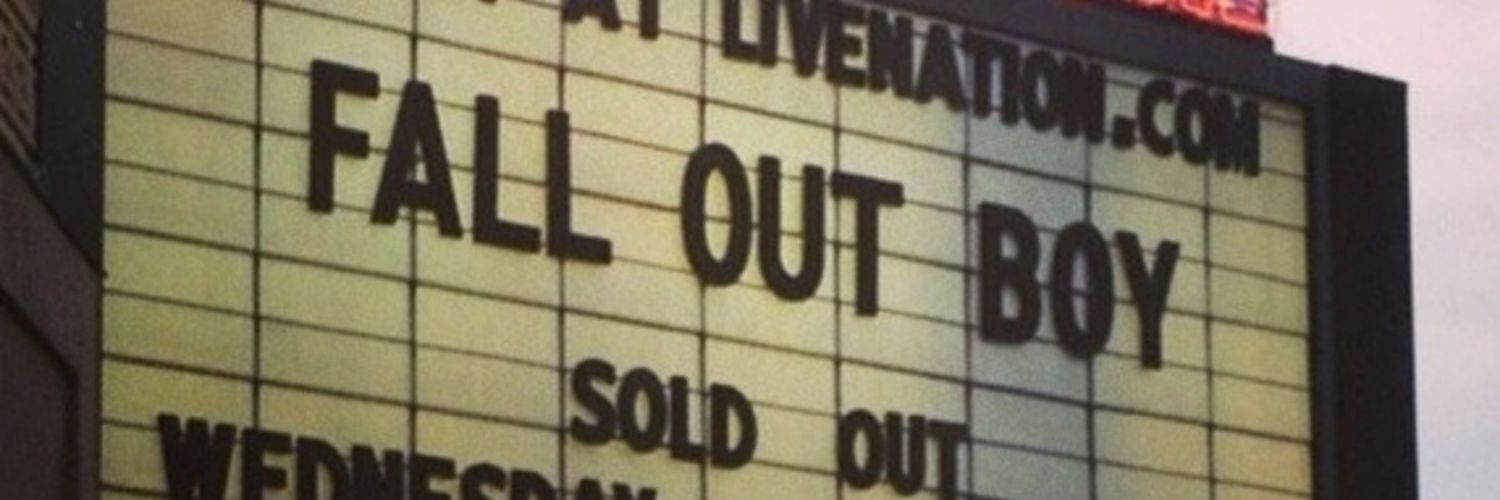 AT LIVENATION.COM
FALL OUT BOY
SOLD OUT
WEDNESDAY